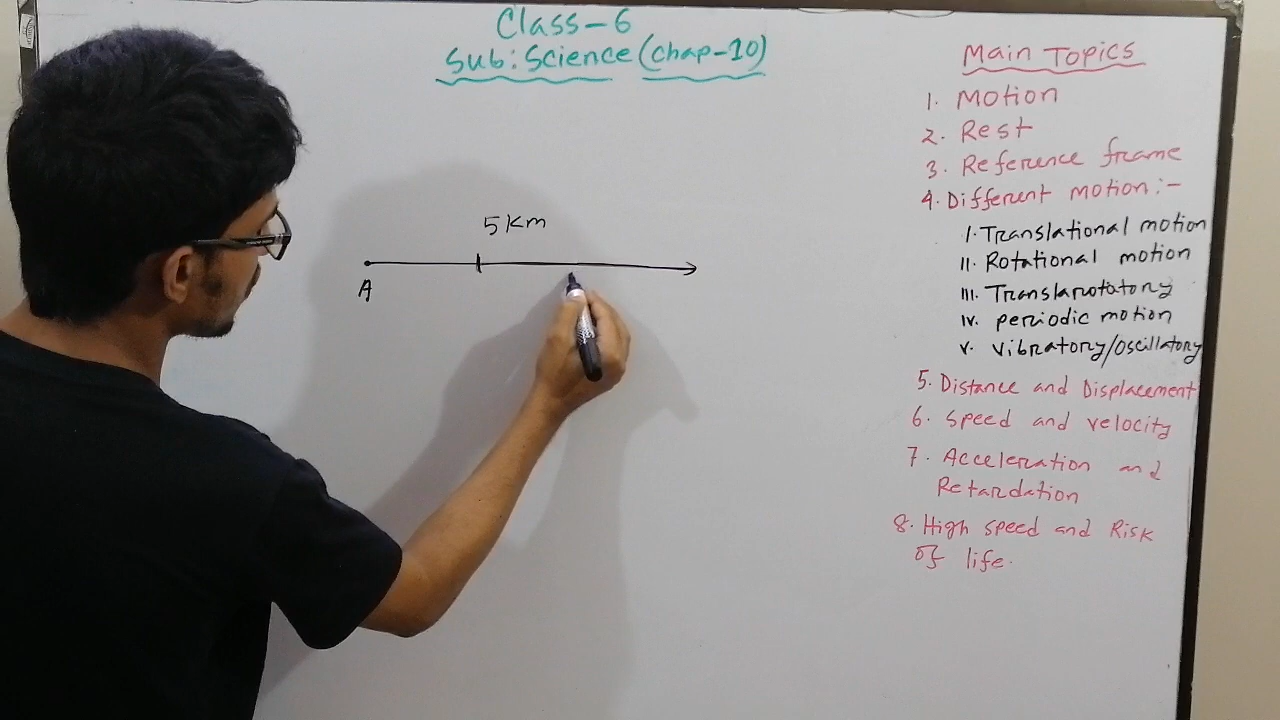 Class-6
Sub: Science (chap-10)
5 Km
A
Main Topics
1. Motion
2. Rest
3. Reference frame
4. Different motion:-
I. Translational motion
II. Rotational motion
III. Translarotatory
IV. periodic motion
V. vibratory/oscillatory
5. Distance and Displacement
6. Speed and velocity
7. Acceleration and
Retardation
8. High speed and Risk
of life.